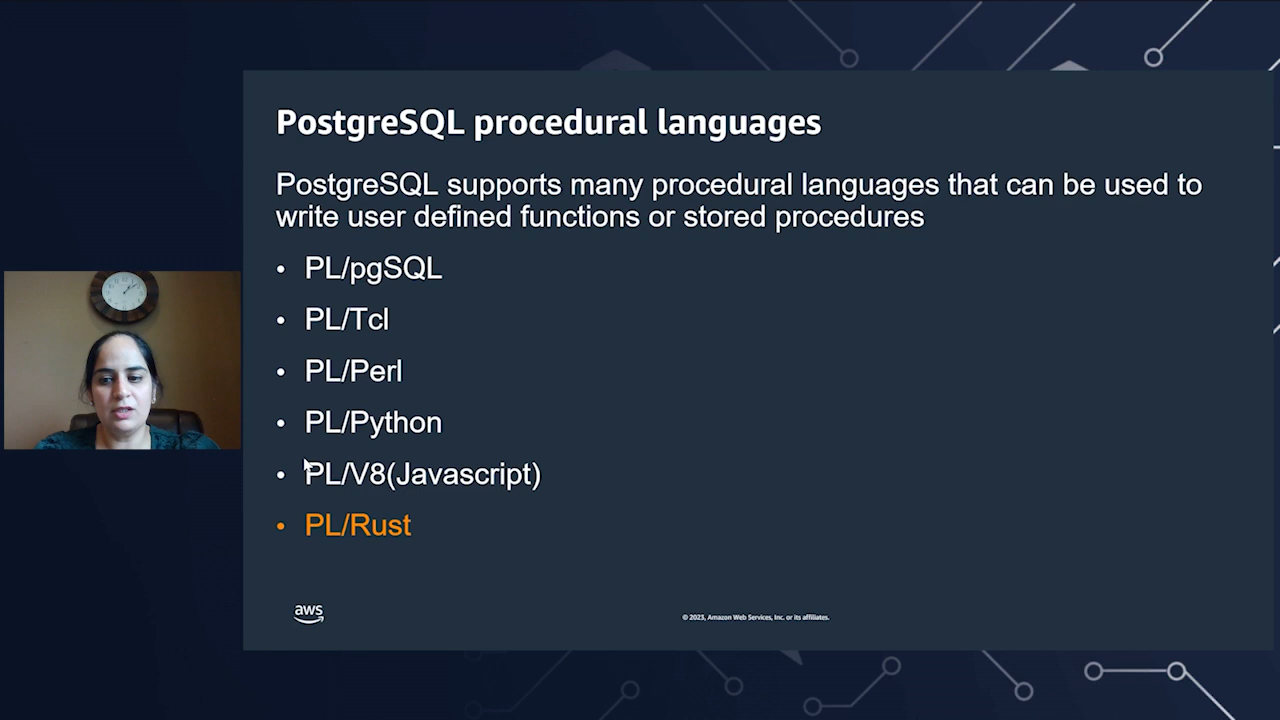 PostgreSQL procedural languages
PostgreSQL supports many procedural languages that can be used to
write user defined functions or stored procedures
• PL/pgSQL
• PL/Tcl
• PL/Perl
• PL/Python
• PL/V8(Javascript)
• PL/Rust
aws
© 2023, Amazon Web Services, Inc. or its affiliates.